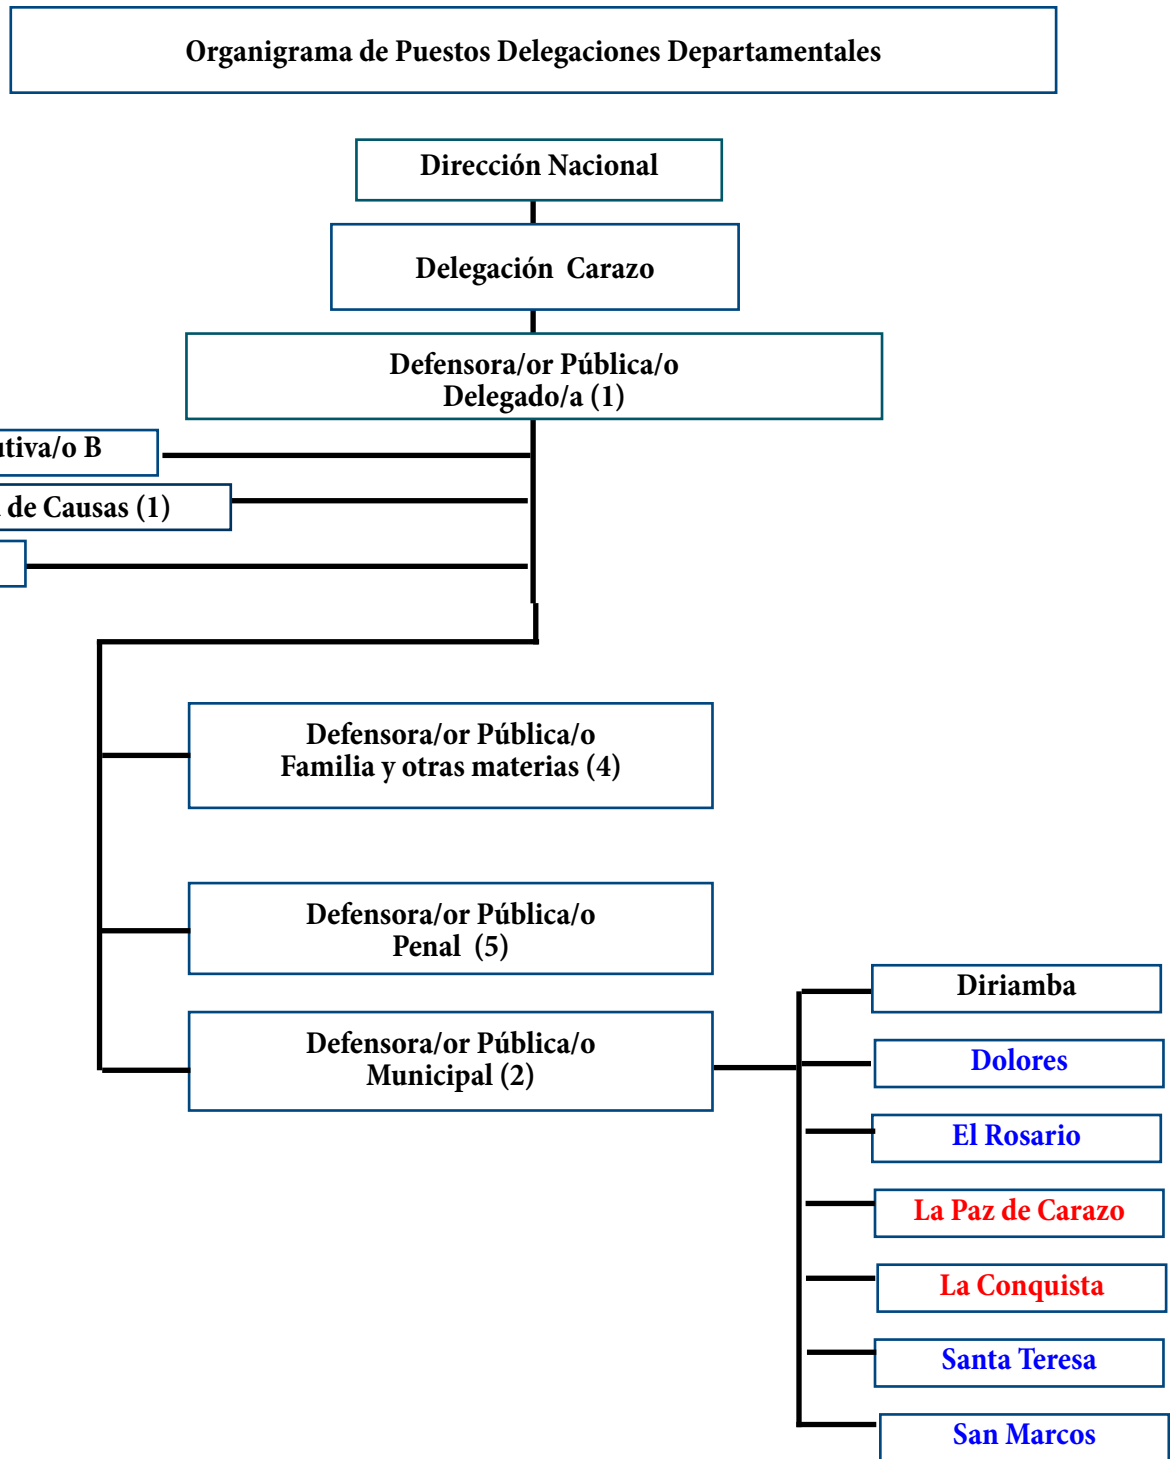 Organigrama de Puestos Delegaciones Departamentales
Dirección Nacional
Delegación Carazo
Defensora/or Pública/o
Delegado/a (1)
B
de Causas (1)
Defensora/or Pública/o
Familia y otras materias (4)
Defensora/or Pública/o
Penal (5)
Defensora/or Pública/o
Municipal (2)
Diriamba
Dolores
El Rosario
La Paz de Carazo
La Conquista
Santa Teresa
San Marcos